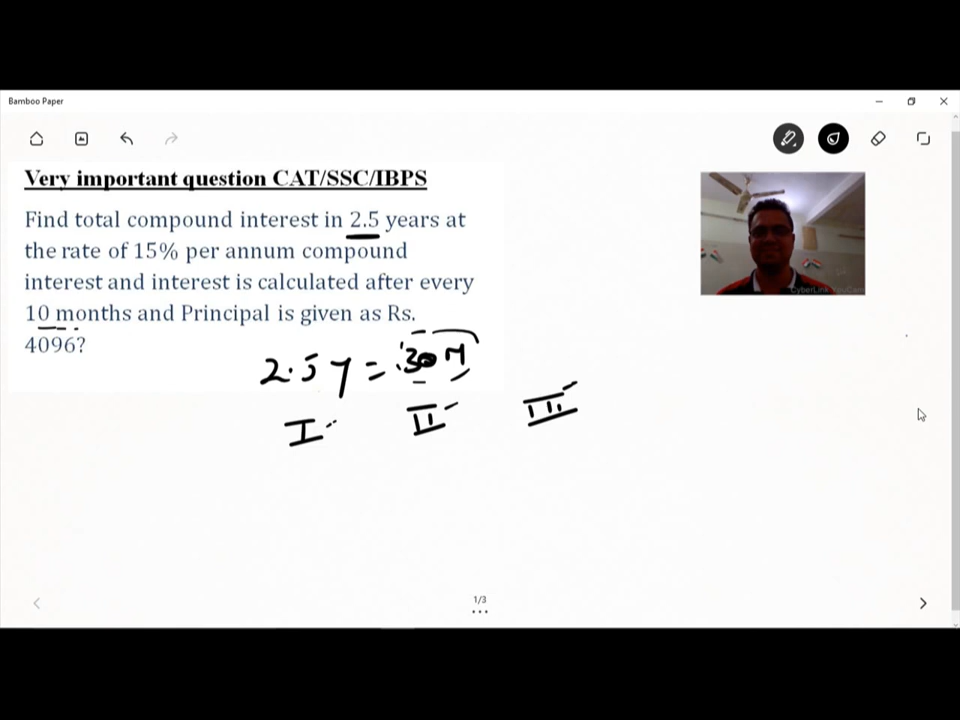 Bamboo Paper
Very important question CAT/SSC/IBPS
Find total compound interest in 2.5 years at
the rate of 15% per annum compound
interest and interest is calculated after every
10 months and Principal is given as Rs.
4096?
2.5 Y = 30 M
I II III
CyberLink YouCam
1/3